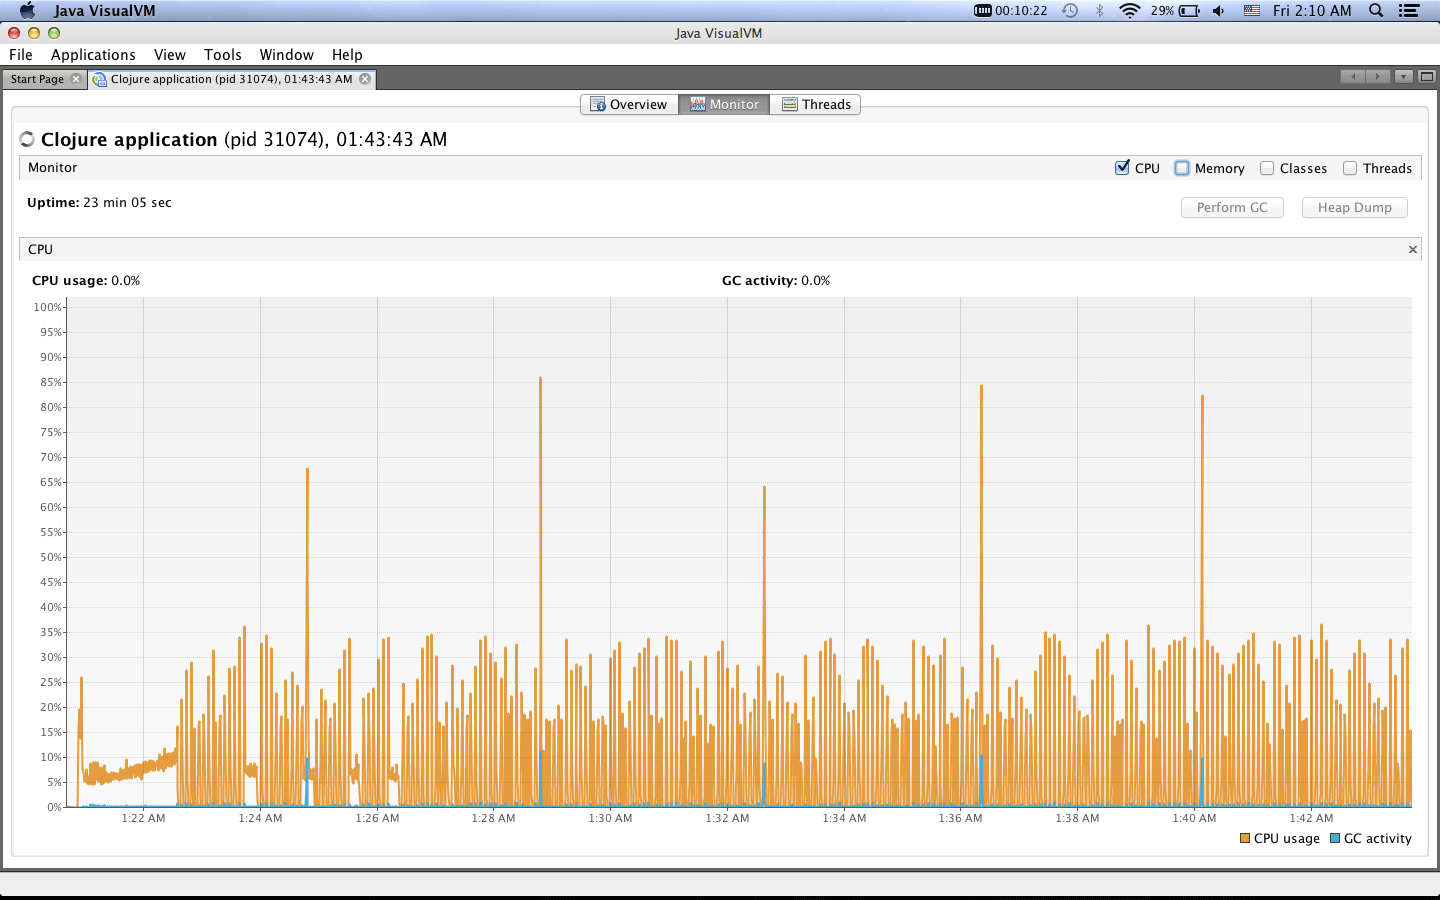 Java VisualVM 00:10:22 29% Fri 2:10 AM
Java VisualVM
File Applications View Tools Window Help
Start Page Clojure application (pid 31074), 01:43:43 AM
Overview Monitor Threads
Clojure application (pid 31074), 01:43:43 AM
Monitor CPU Memory Classes Threads
Uptime: 23 min 05 sec Perform GC Heap Dump
CPU
CPU usage: 0.0% GC activity: 0.0%
100%
95%
90%
85%
80%
75%
70%
65%
60%
55%
50%
45%
40%
35%
30%
25%
20%
15%
10%
5%
0%
1:22 AM 1:24 AM 1:26 AM 1:28 AM 1:30 AM 1:32 AM 1:34 AM 1:36 AM 1:38 AM 1:40 AM 1:42 AM
CPU usage GC activity